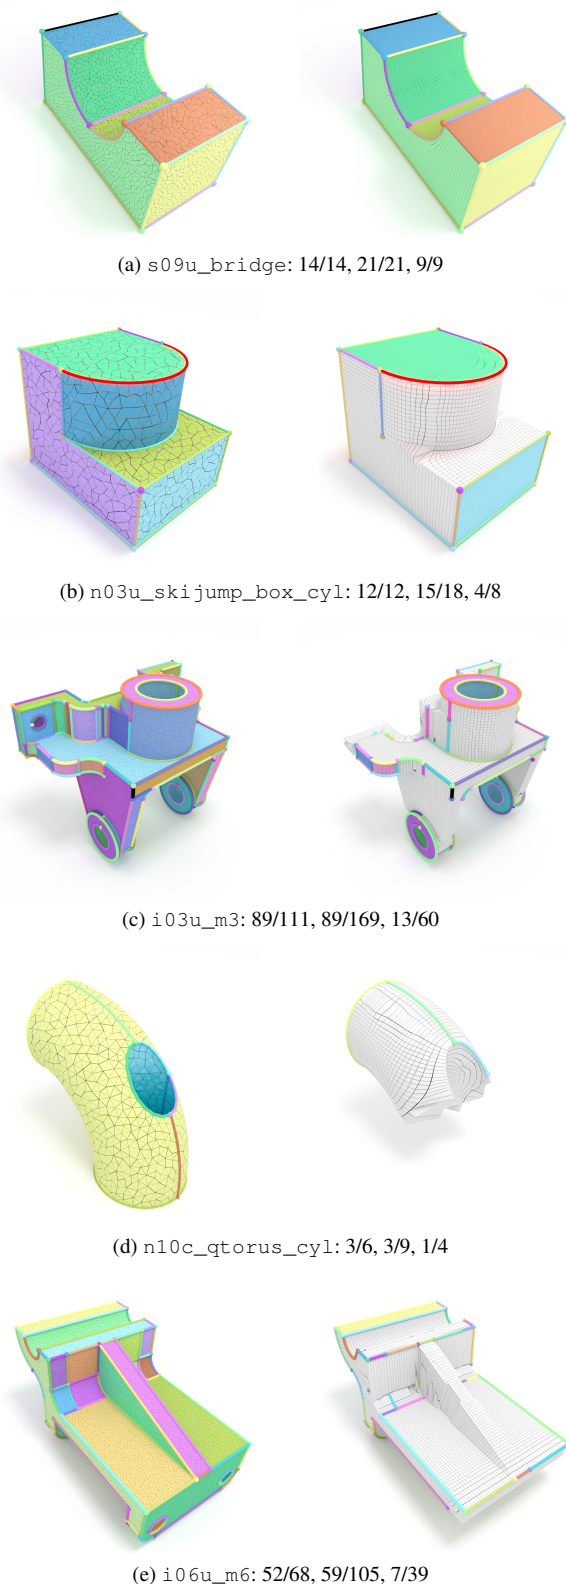 (a) s09u_bridge: 14/14, 21/21, 9/9
(b) n03u_skijump_box_cyl: 12/12, 15/18, 4/8
(c) i03u_m3: 89/111, 89/169, 13/60
(d) n10c_qtorus_cyl: 3/6, 3/9, 1/4
(e) i06u_m6: 52/68, 59/105, 7/39